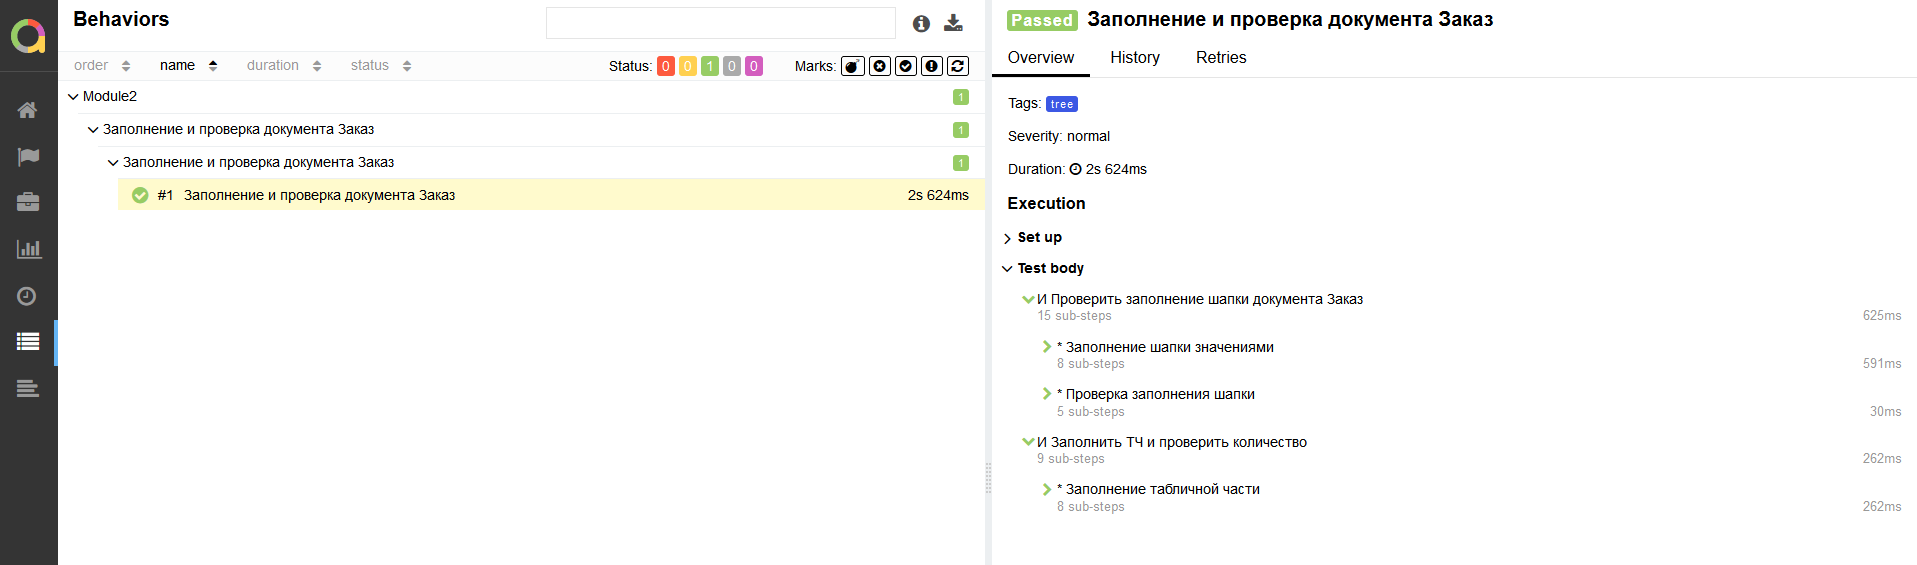 Behaviors
order name duration status Status: 0 0 1 0 0 Marks:
Module2 1
Заполнение и проверка документа Заказ 1
Заполнение и проверка документа Заказ 1
#1 Заполнение и проверка документа Заказ 2s 624ms
Passed Заполнение и проверка документа Заказ
Overview History Retries
Tags: tree
Severity: normal
Duration: 2s 624ms
Execution
Set up
Test body
И Проверить заполнение шапки документа Заказ
15 sub-steps 625ms
* Заполнение шапки значениями
8 sub-steps 591ms
* Проверка заполнения шапки
5 sub-steps 30ms
И Заполнить ТЧ и проверить количество
9 sub-steps 262ms
* Заполнение табличной части
8 sub-steps 262ms